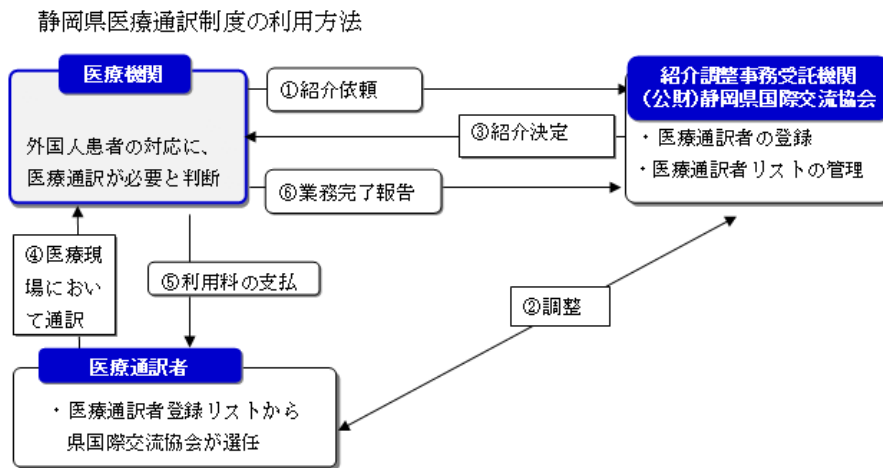 静岡県医療通訳制度の利用方法
医療機関
外国人患者の対応に、
医療通訳が必要と判断
①紹介依頼
③紹介決定
⑥業務完了報告
紹介調整事務受託機関
(公財)静岡県国際交流協会
・医療通訳者の登録
・医療通訳者リストの管理
④医療現
場におい
て通訳
⑤利用料の支払
②調整
医療通訳者
・医療通訳者登録リストから
県国際交流協会が選任